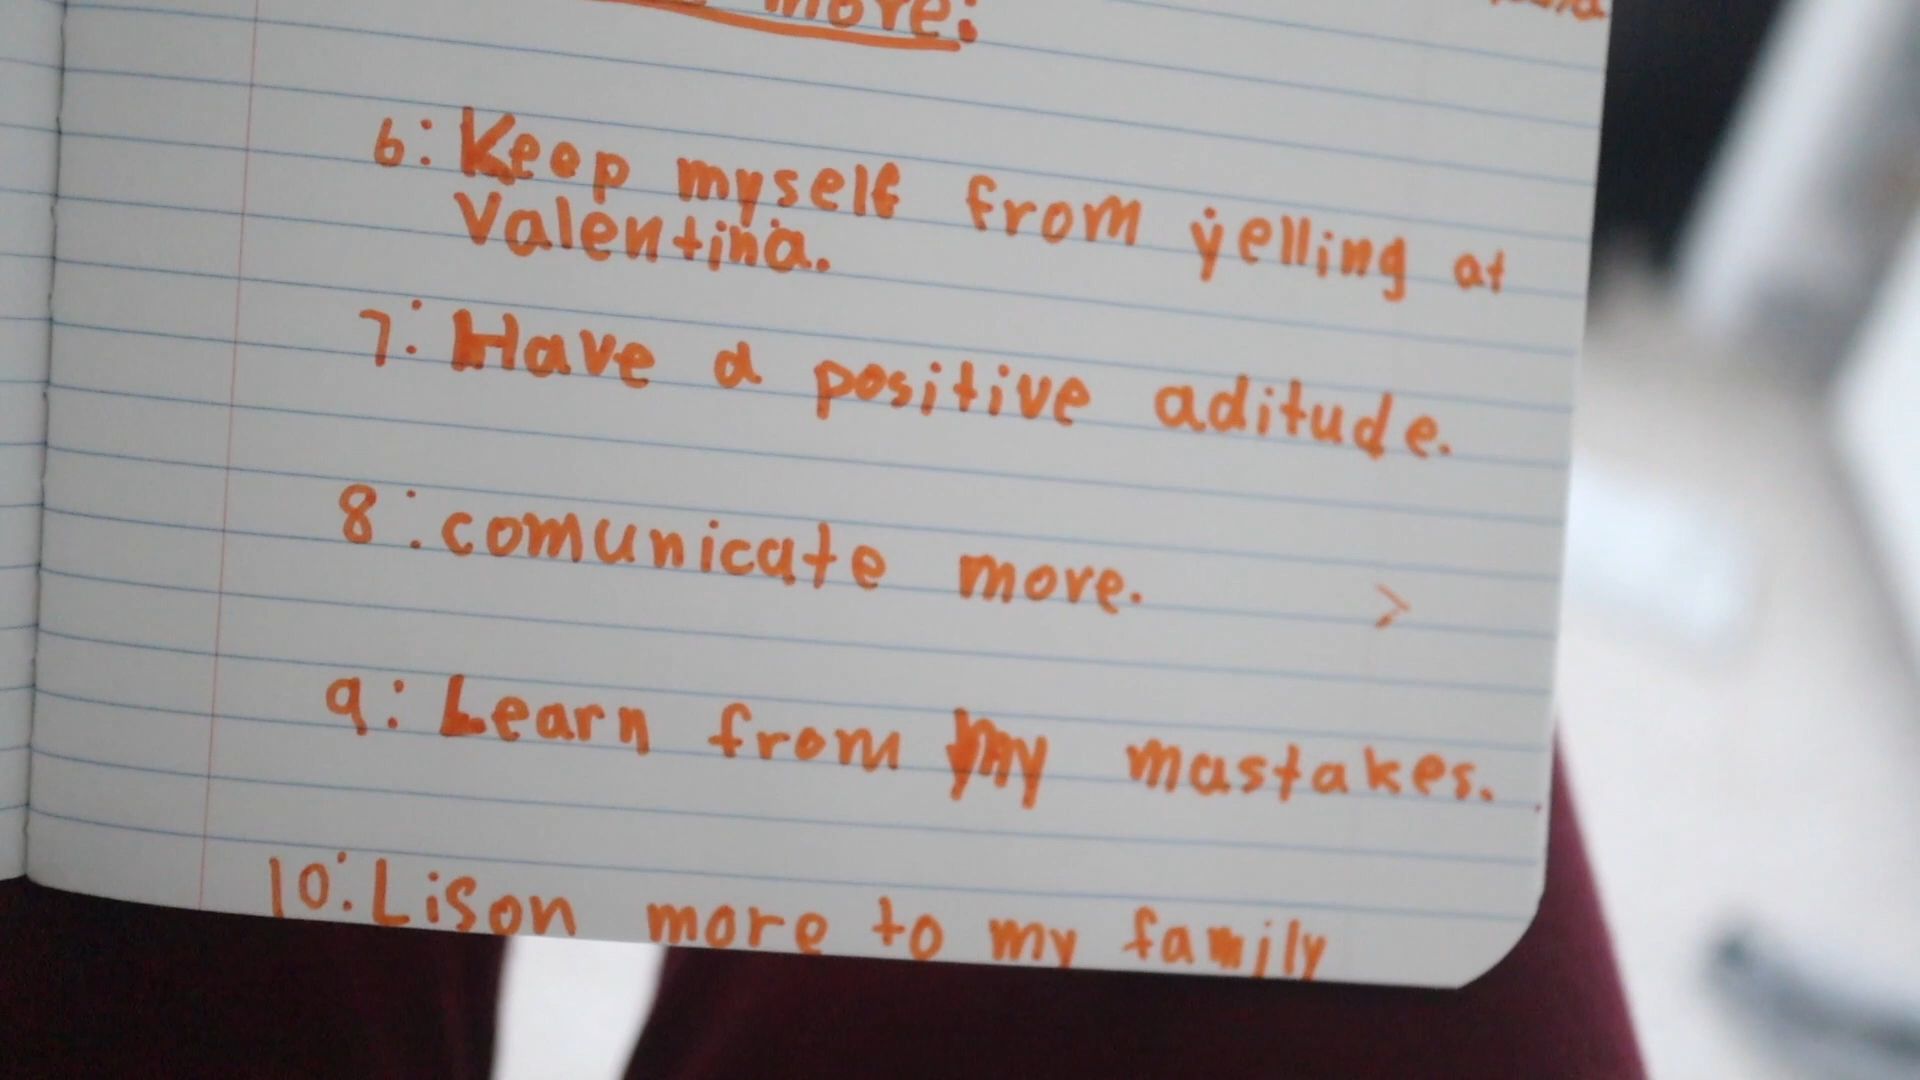 more:
6: Keep myself from yelling at
Valentina.
7: Have a positive aditude.
8: comunicate more.
9: Learn from my mastakes.
10: Lison more to my family